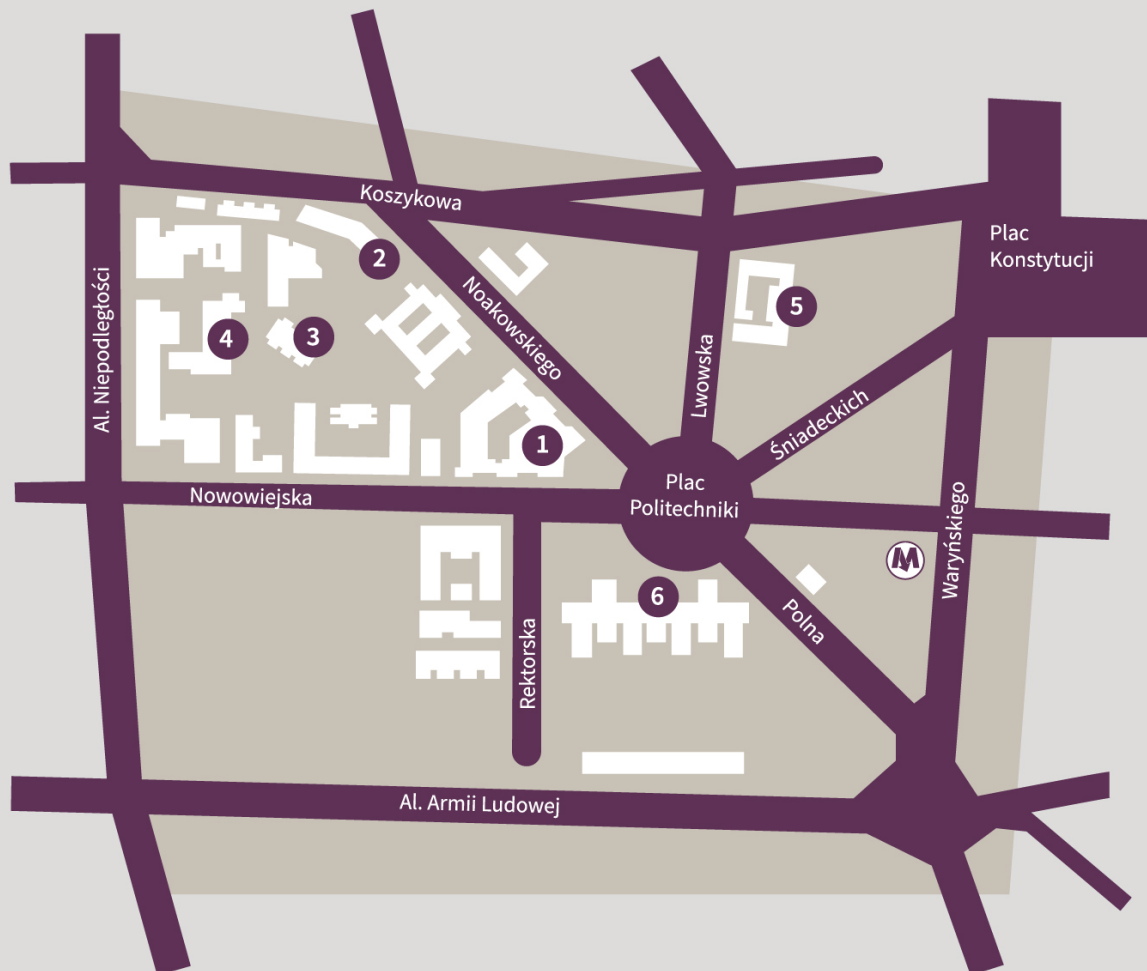 Koszykowa
Plac
Konstytucji
2
Noakowskiego
5
Al. Niepodległości
4
3
Lwowska
Śniadeckich
1
Plac
Politechniki
Nowowiejska
Waryńskiego
M
6
Polna
Rektorska
Al. Armii Ludowej